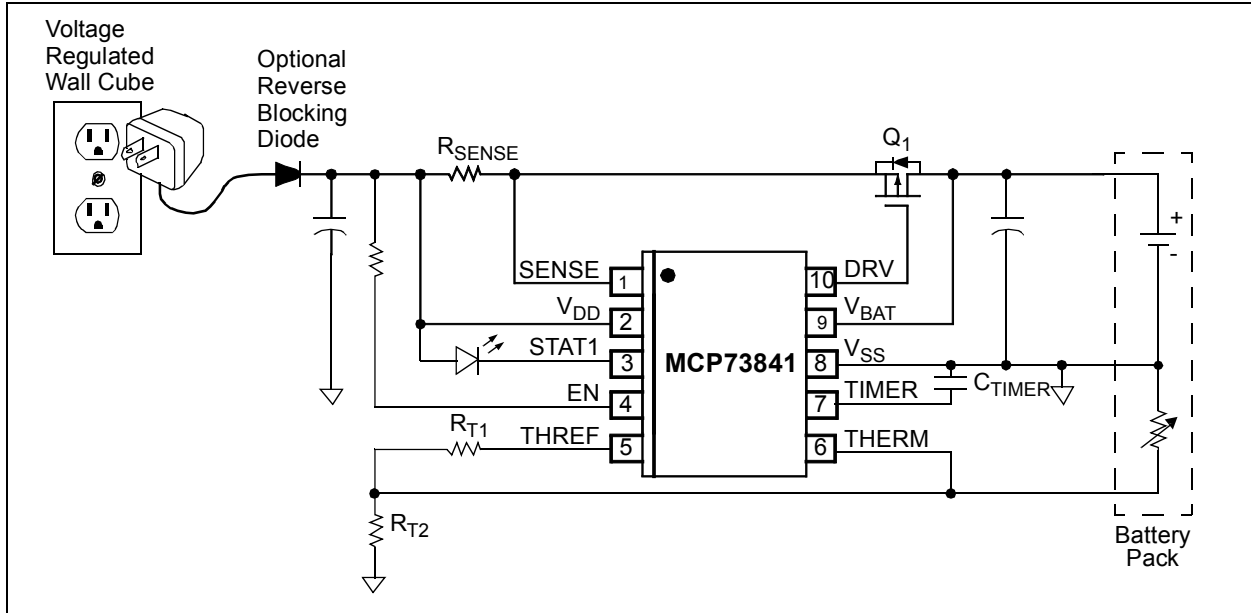 Voltage
Regulated
Wall Cube
Optional
Reverse
Blocking
Diode
RSENSE
Q1
SENSE
1
10
DRV
VDD
2
9
VBAT
STAT1
3
MCP73841
8
VSS
EN
4
7
TIMER
CTIMER
RT1
THREF
5
6
THERM
RT2
+
-
Battery
Pack